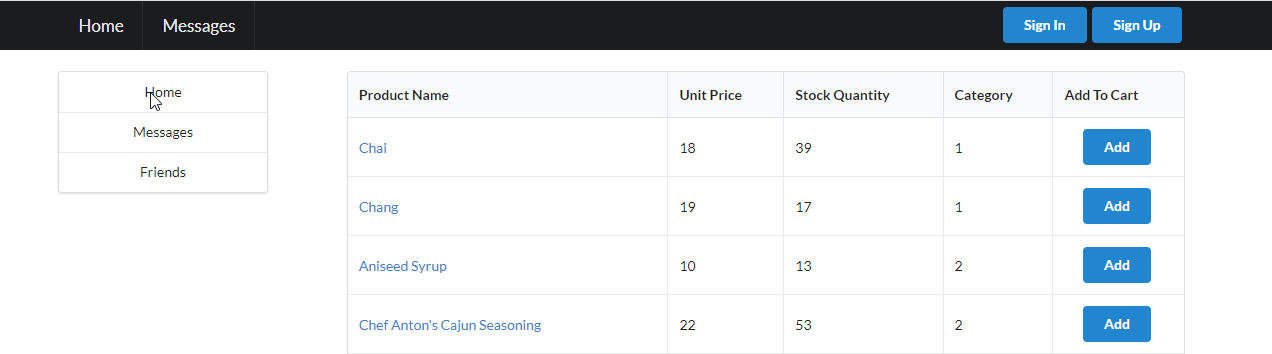 Home Messages Sign In Sign Up
Home
Messages
Friends
Product Name Unit Price Stock Quantity Category Add To Cart
Chai 18 39 1 Add
Chang 19 17 1 Add
Aniseed Syrup 10 13 2 Add
Chef Anton's Cajun Seasoning 22 53 2 Add